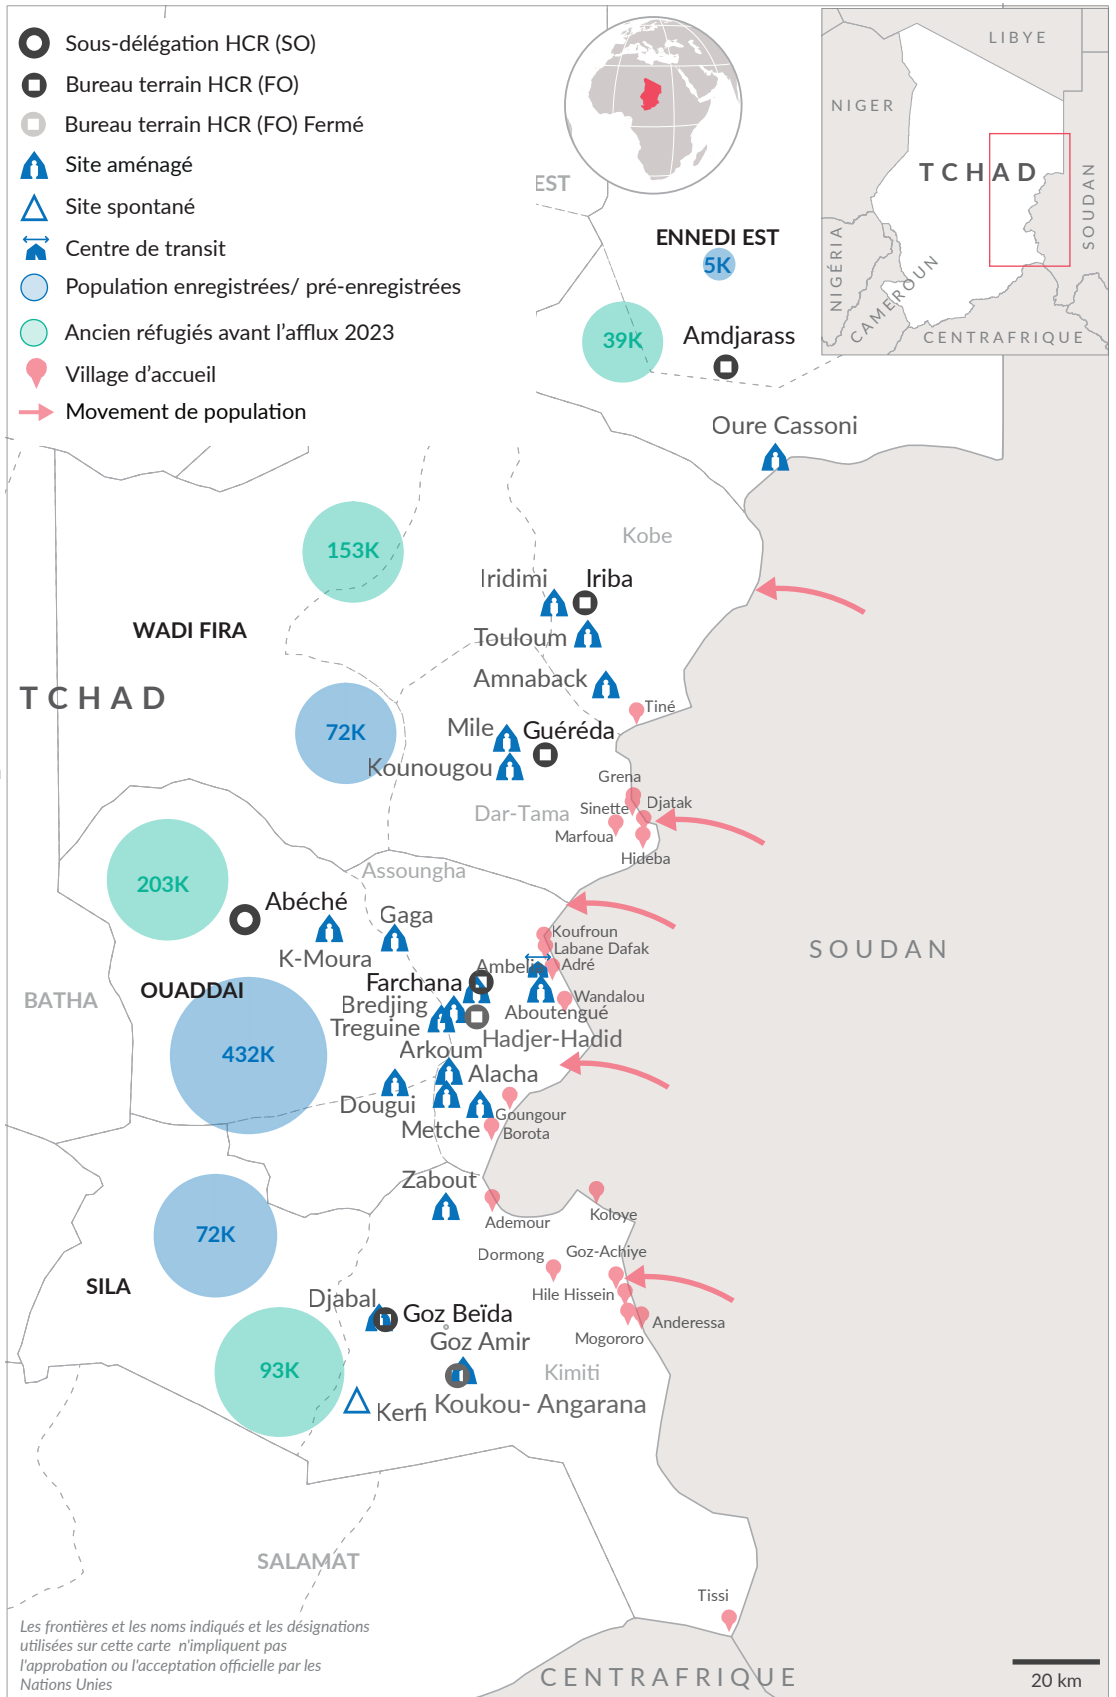 Sous-délégation HCR (SO)
Bureau terrain HCR (FO)
Bureau terrain HCR (FO) Fermé
Site aménagé
Site spontané
Centre de transit
Population enregistrées/ pré-enregistrées
Ancien réfugiés avant l'afflux 2023
Village d'accueil
Movement de population
LIBYE
NIGER
TCHAD
SOUDAN
NIGÉRIA
CAMEROUN
CENTRAFRIQUE
EST
ENNEDI EST
5K
39K
Amdjarass
Oure Cassoni
153K
Kobe
Iridimi
Iriba
WADI FIRA
Touloum
Amnaback
TCHAD
Tiné
72K
Mile
Guéréda
Kounougou
Grena
Sinette
Djatak
Dar-Tama
Marfoua
Hideba
Assoungha
203K
Abéché
Gaga
K-Moura
Koufroun
Labane Dafak
Adré
Ambelia
SOUDAN
Farchana
OUADDAI
BATHA
Bredjing
Wandalou
Aboutengué
Treguine
Hadjer-Hadid
432K
Arkoum
Alacha
Dougui
Goungour
Metche
Borota
Zabout
Ademour
Koloye
72K
Dormong
Goz-Achiye
SILA
Hile Hissein
Djabal
Goz Beïda
Anderessa
Mogororo
Goz Amir
93K
Kimiti
Kerfi
Koukou- Angarana
SALAMAT
Tissi
Les frontières et les noms indiqués et les désignations
utilisées sur cette carte n'impliquent pas
l'approbation ou l'acceptation officielle par les
Nations Unies
CENTRAFRIQUE
20 km